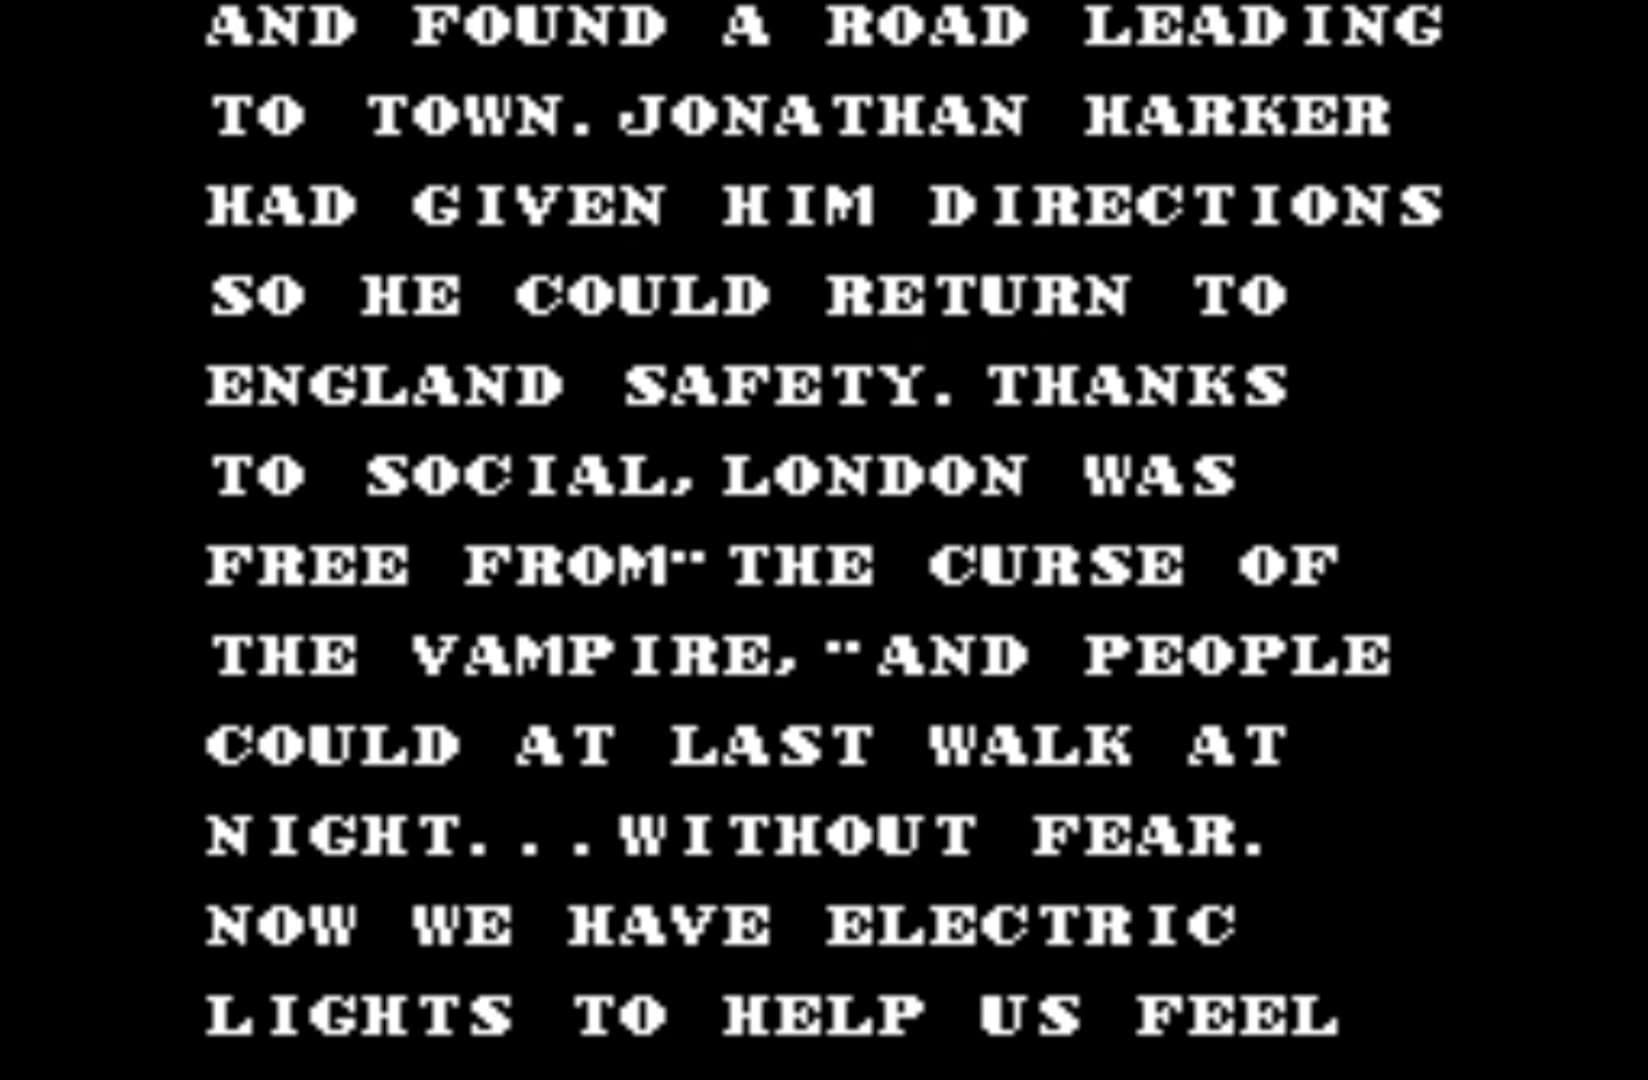 AND FOUND A ROAD LEADING
TO TOWN. JONATHAN HARKER
HAD GIVEN HIM DIRECTIONS
SO HE COULD RETURN TO
ENGLAND SAFETY. THANKS
TO SOCIAL, LONDON WAS
FREE FROM¨THE CURSE OF
THE VAMPIRE, ¨AND PEOPLE
COULD AT LAST WALK AT
NIGHT...WITHOUT FEAR.
NOW WE HAVE ELECTRIC
LIGHTS TO HELP US FEEL